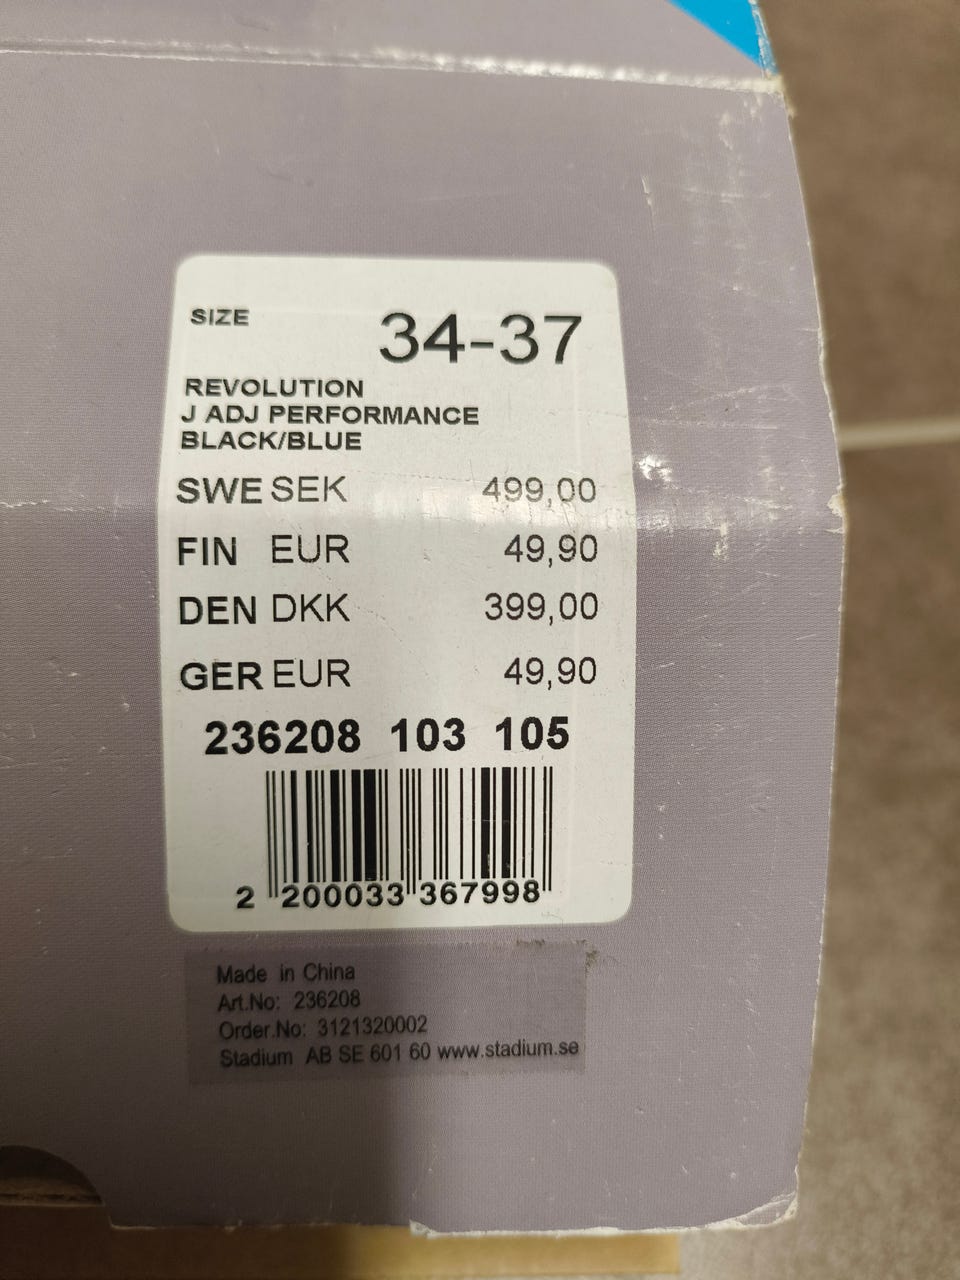 SIZE 34-37
REVOLUTION
J ADJ PERFORMANCE
BLACK/BLUE
SWE SEK 499,00
FIN EUR 49,90
DEN DKK 399,00
GER EUR 49,90
236208 103 105
2 200033 367998
Made in China
Art.No: 236208
Order.No: 3121320002
Stadium AB SE 601 60 www.stadium.se